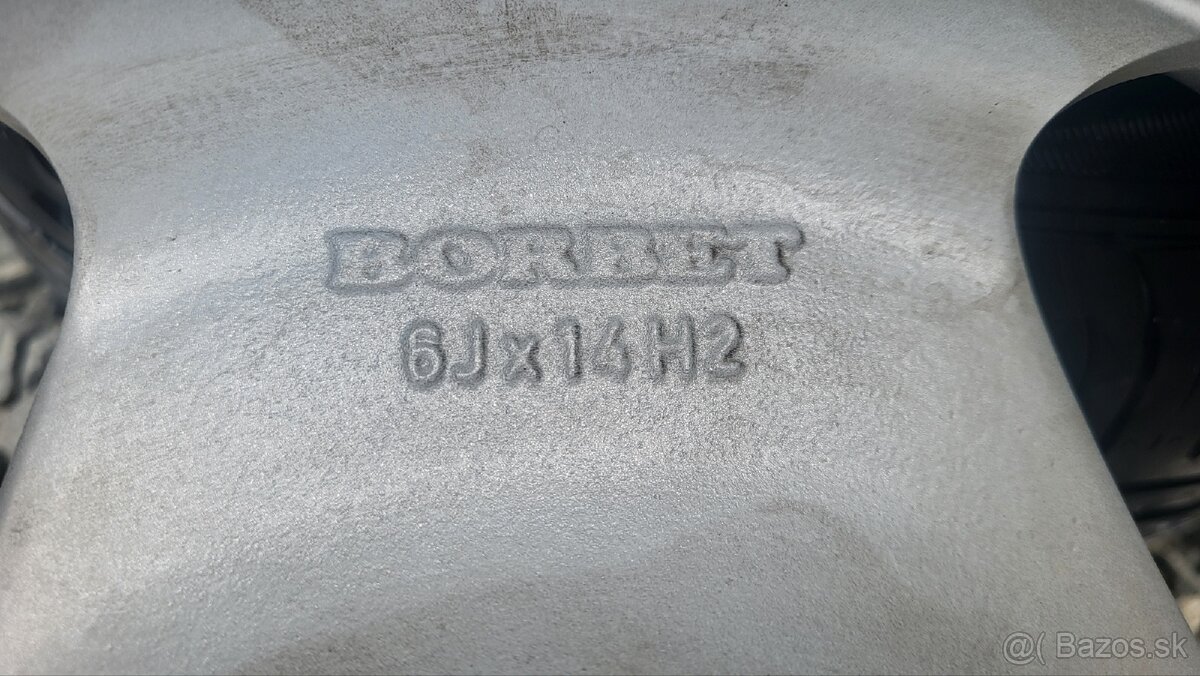 BORBET
6Jx14H2
@( Bazos.sk